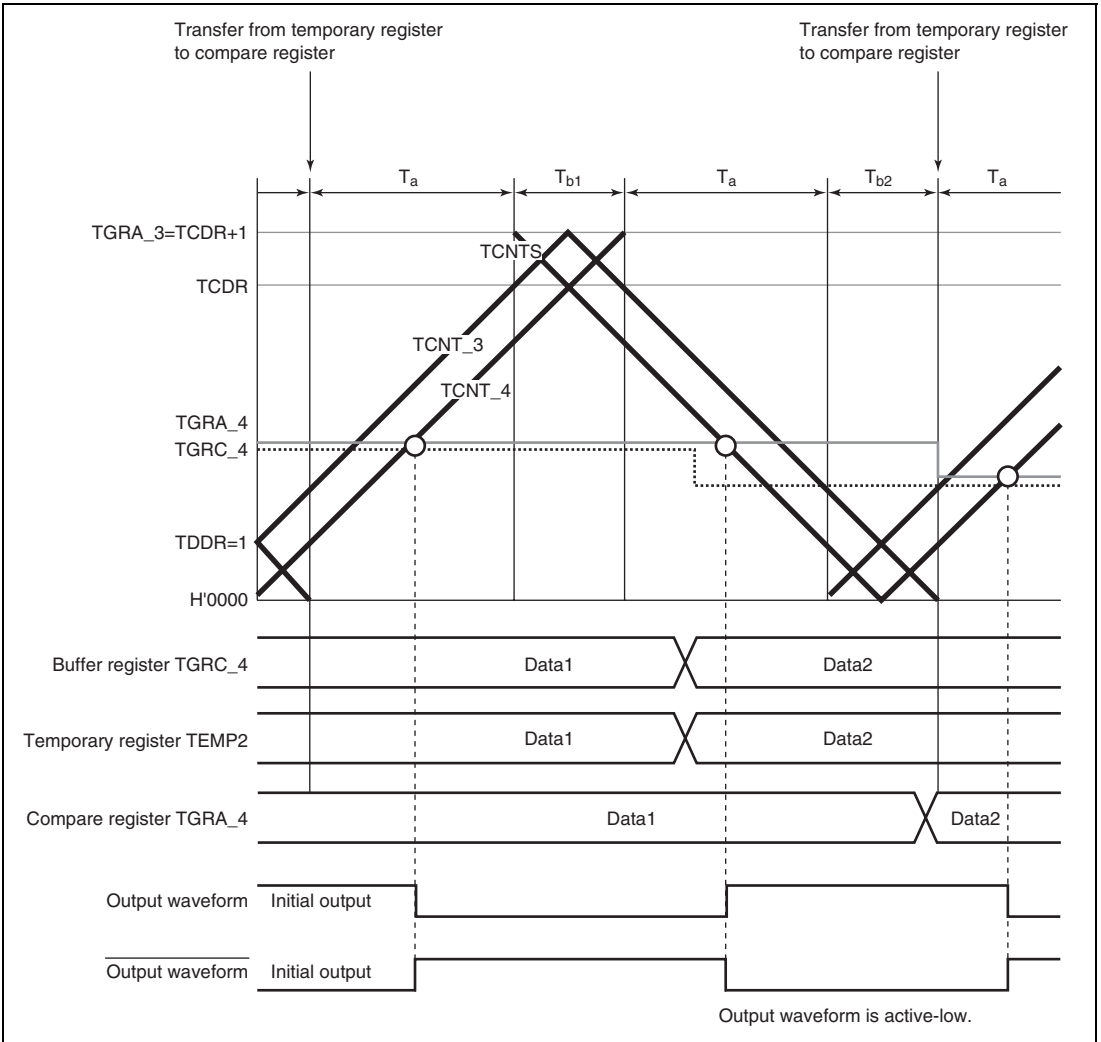 Transfer from temporary register
to compare register
Transfer from temporary register
to compare register
Ta
Tb1
Ta
Tb2
Ta
TGRA_3=TCDR+1
TCNTS
TCDR
TCNT_3
TCNT_4
TGRA_4
TGRC_4
TDDR=1
H'0000
Buffer register TGRC_4
Data1
Data2
Temporary register TEMP2
Data1
Data2
Compare register TGRA_4
Data1
Data2
Output waveform
Initial output
Output waveform
Initial output
Output waveform is active-low.